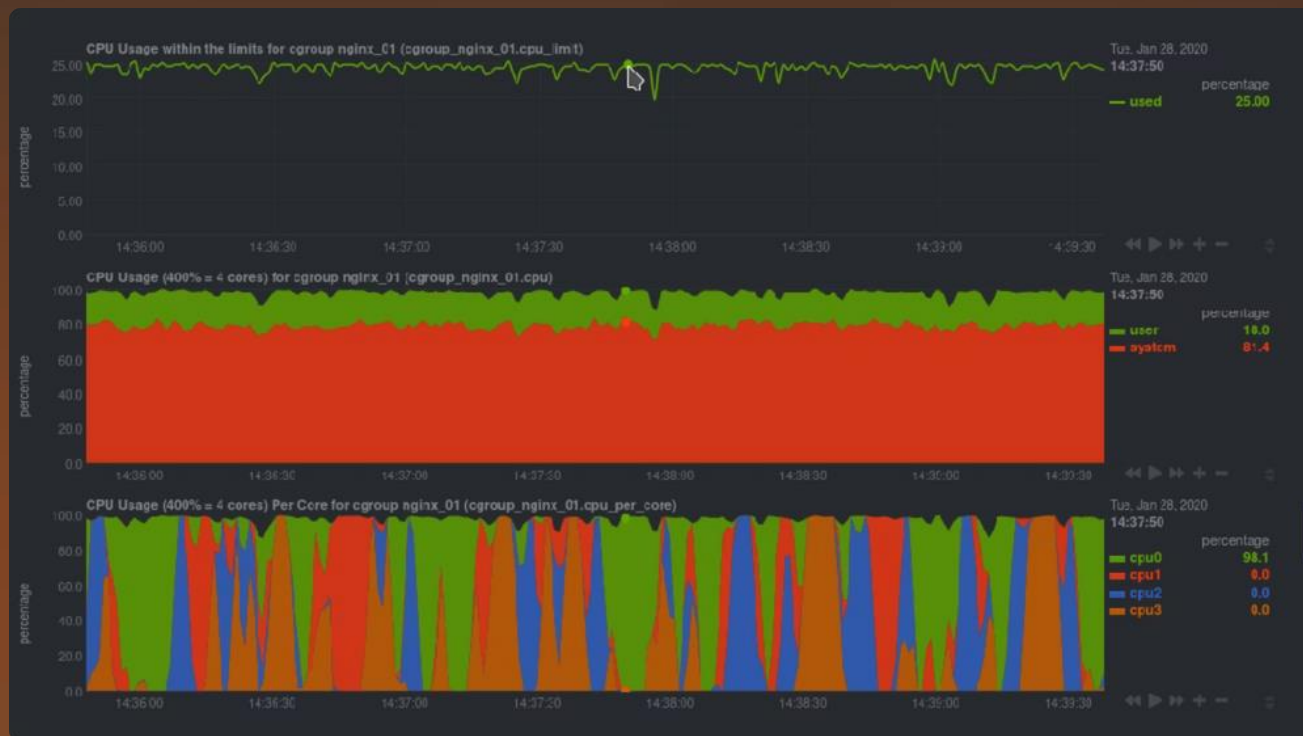 CPU Usage within the limits for cgroup nginx_01 (cgroup_nginx_01.cpu_limit)
Tue, Jan 28, 2020
14:37:50
percentage
used 25.00
percentage
25.00
20.00
15.00
10.00
5.00
0.00
14:36:00 14:36:30 14:37:00 14:37:30 14:38:00 14:38:30 14:39:00 14:39:30
CPU Usage (400% = 4 cores) for cgroup nginx_01 (cgroup_nginx_01.cpu)
Tue, Jan 28, 2020
14:37:50
percentage
user 18.0
system 81.4
percentage
100.0
80.0
60.0
40.0
20.0
0.0
14:36:00 14:36:30 14:37:00 14:37:30 14:38:00 14:38:30 14:39:00 14:39:30
CPU Usage (400% = 4 cores) Per Core for cgroup nginx_01 (cgroup_nginx_01.cpu_per_core)
Tue, Jan 28, 2020
14:37:50
percentage
cpu0 98.1
cpu1 0.0
cpu2 0.0
cpu3 0.0
percentage
100.0
80.0
60.0
40.0
20.0
0.0
14:36:00 14:36:30 14:37:00 14:37:30 14:38:00 14:38:30 14:39:00 14:39:30